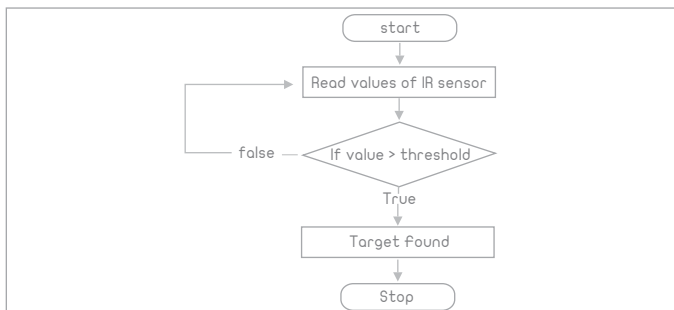 start
Read values of IR sensor
If value > threshold
false
True
Target found
Stop